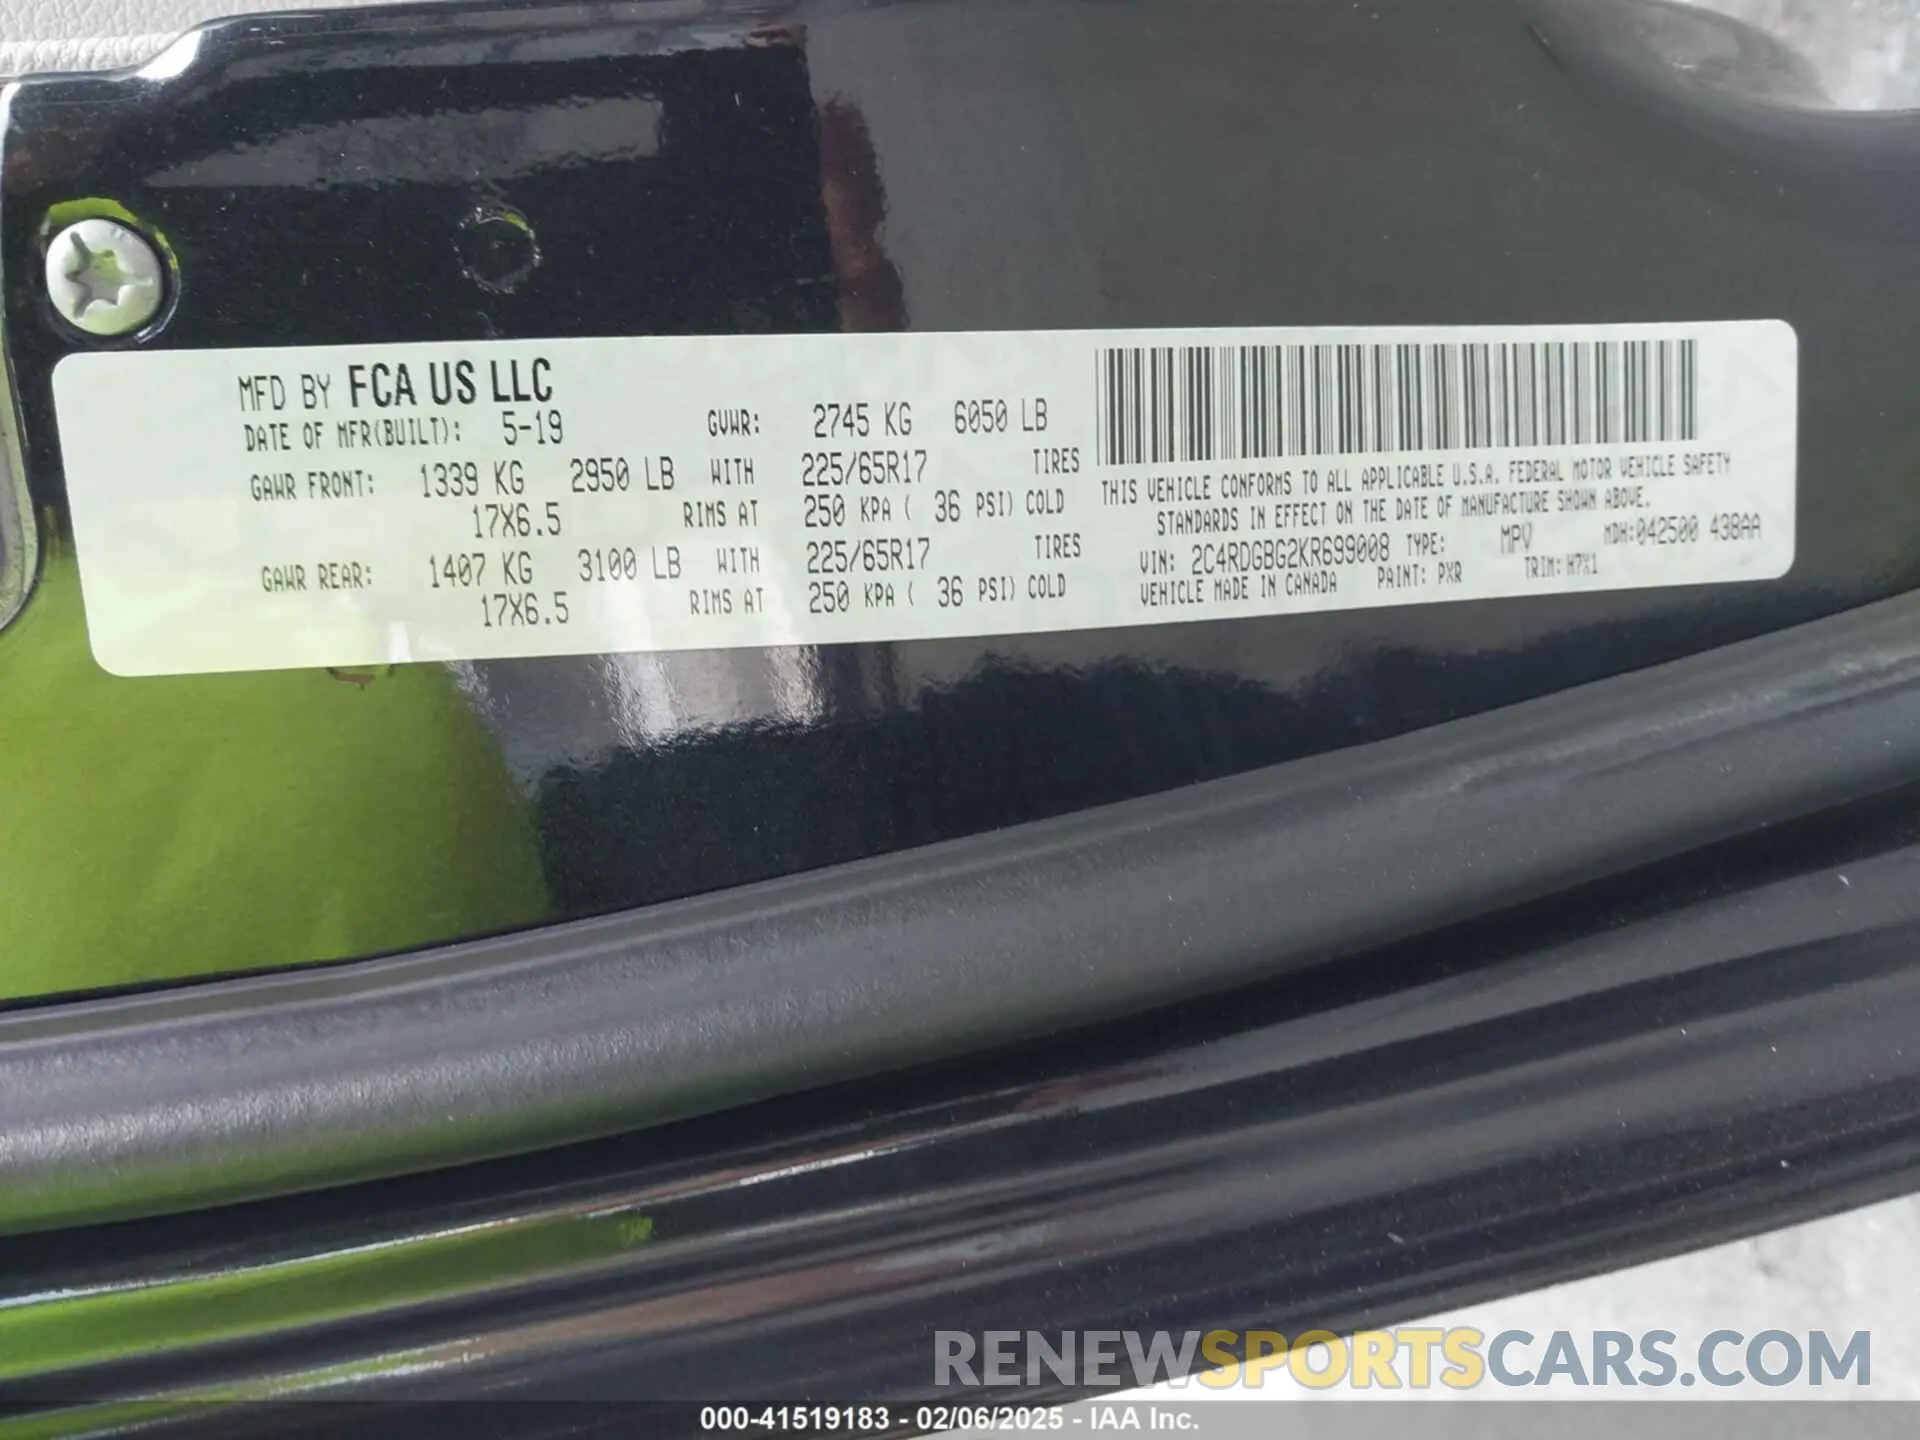 MFD BY FCA US LLC
DATE OF MFR(BUILT): 5-19 GVWR: 2745 KG 6050 LB
GAWR FRONT: 1339 KG 2950 LB WITH 225/65R17 TIRES
17X6.5 RIMS AT 250 KPA ( 36 PSI) COLD
GAWR REAR: 1407 KG 3100 LB WITH 225/65R17 TIRES
17X6.5 RIMS AT 250 KPA ( 36 PSI) COLD
THIS VEHICLE CONFORMS TO ALL APPLICABLE U.S.A. FEDERAL MOTOR VEHICLE SAFETY
STANDARDS IN EFFECT ON THE DATE OF MANUFACTURE SHOWN ABOVE.
VIN: 2C4RDGBG2KR699008 TYPE: MPV MDH:042500 438AA
VEHICLE MADE IN CANADA PAINT: PXR TRIM: H7X1
RENEWSPORTSCARS.COM
000-41519183 - 02/06/2025 - IAA Inc.